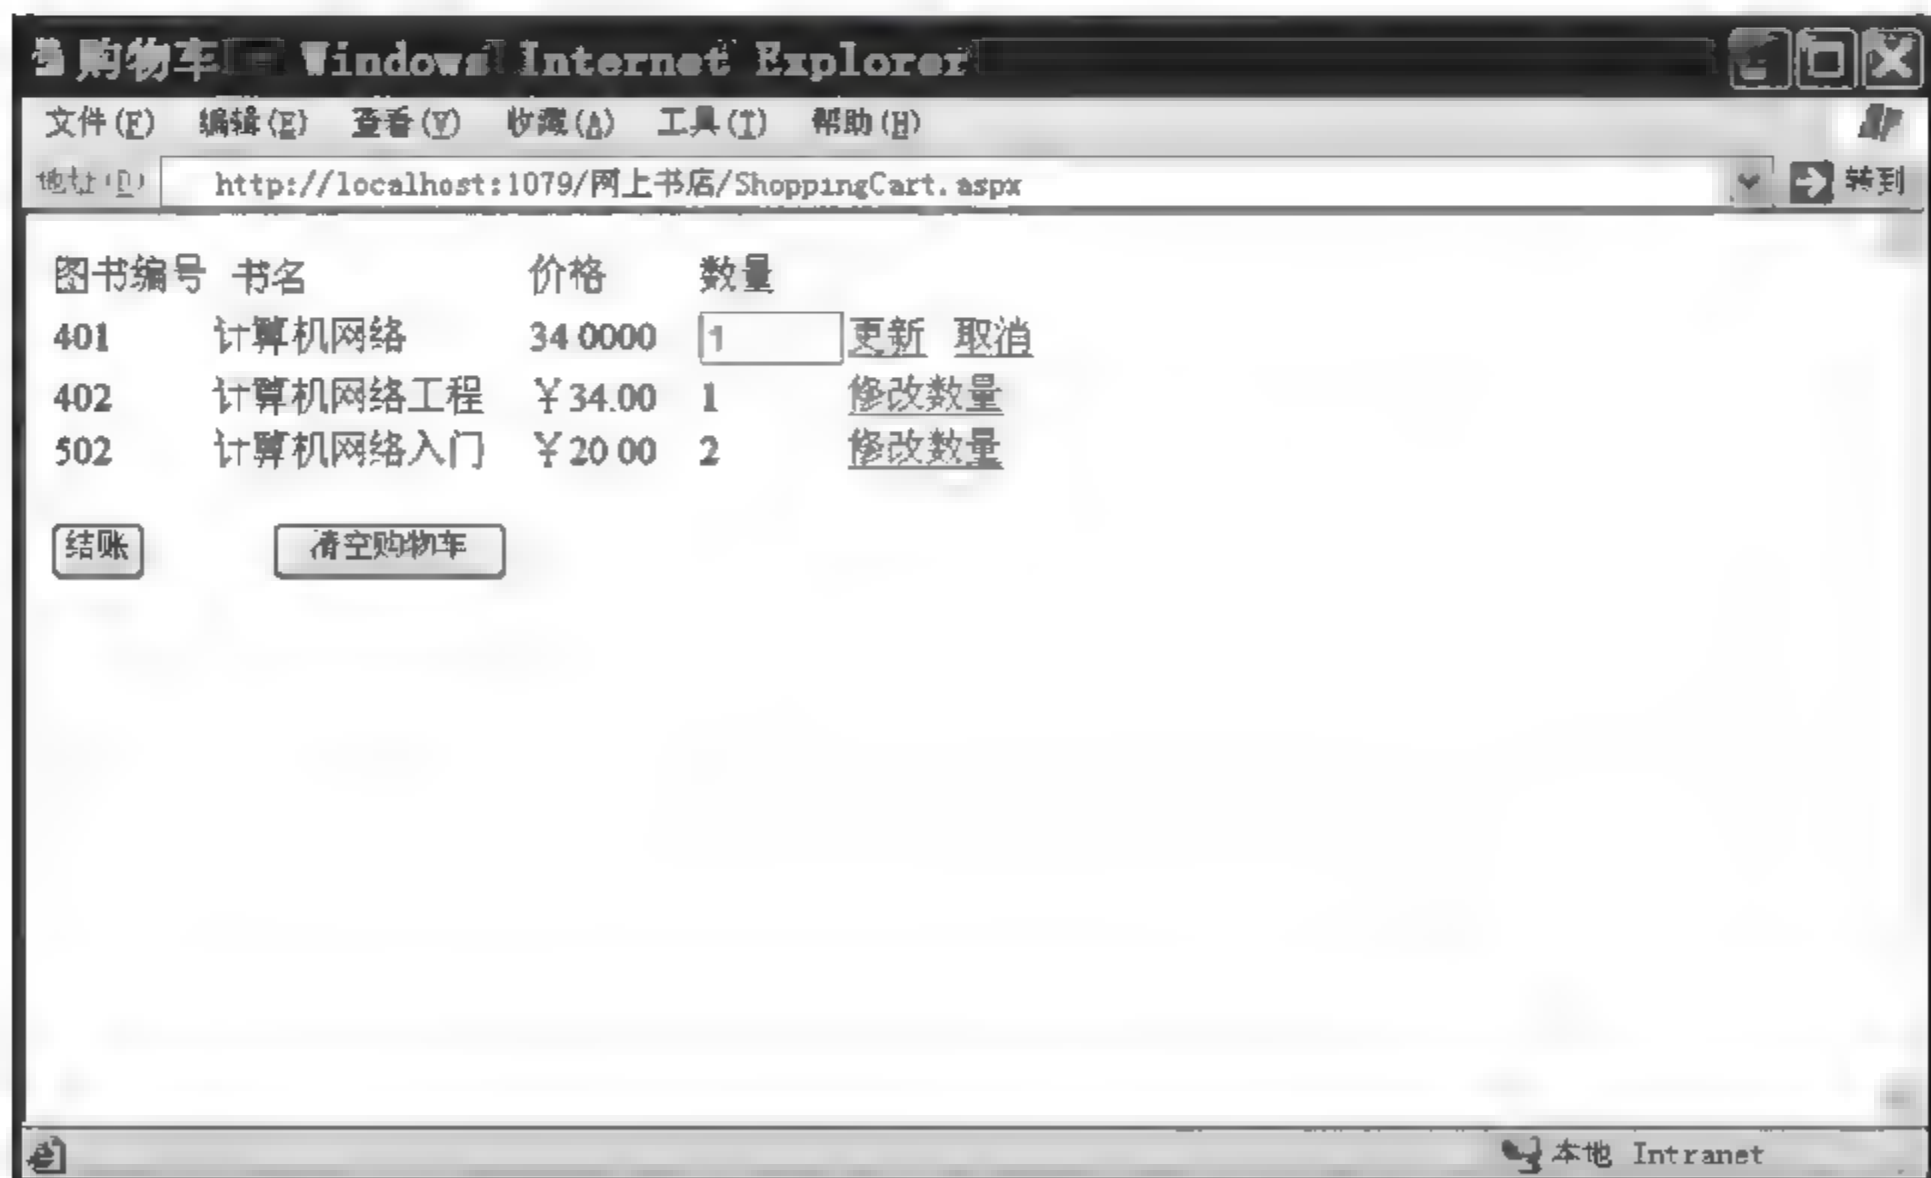 购物车 Windows Internet Explorer
文件(F) 编辑(E) 查看(V) 收藏(A) 工具(T) 帮助(H)
地址(D) http://localhost:1079/网上书店/ShoppingCart.aspx 转到
图书编号 书名 价格 数量
401 计算机网络 34 0000 1 更新 取消
402 计算机网络工程 ￥34.00 1 修改数量
502 计算机网络入门 ￥20 00 2 修改数量
结账 清空购物车
本地 Intranet